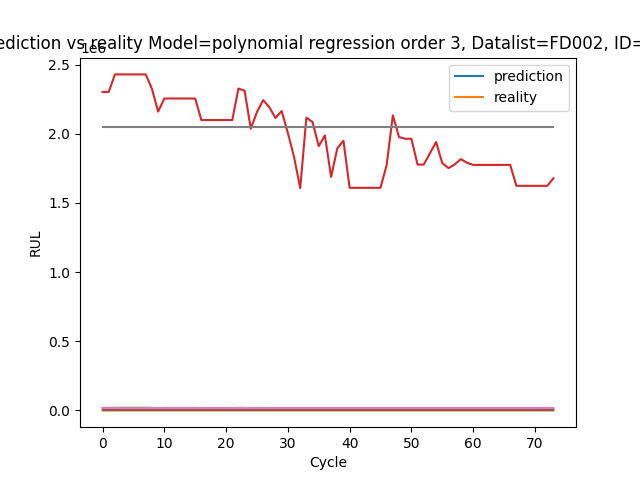 ediction vs reality Model=polynomial regression order 3, Datalist=FD002, ID=
1e6
2.5
2.0
1.5
1.0
0.5
0.0
RUL
prediction
reality
0 10 20 30 40 50 60 70
Cycle